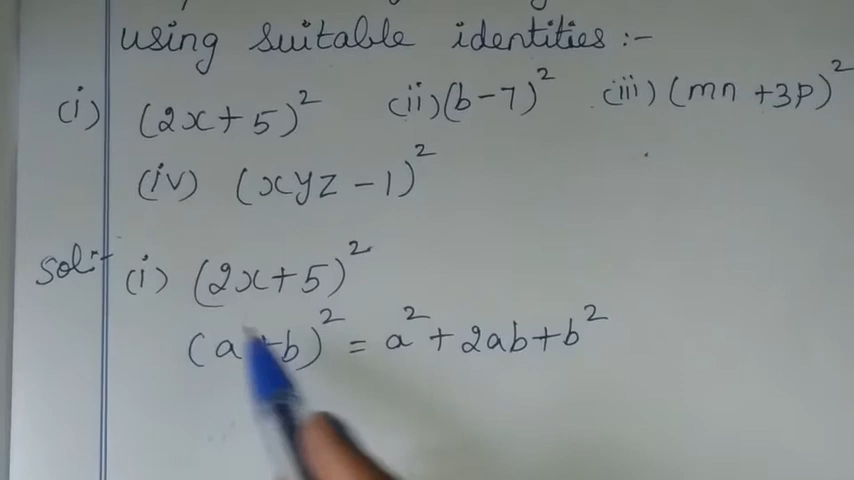 using suitable identities :-
(i) (2x + 5)² (ii) (b - 7)² (iii) (mn + 3p)²
(iv) (xyz - 1)²
Sol:- (i) (2x + 5)²
(a + b)² = a² + 2ab + b²